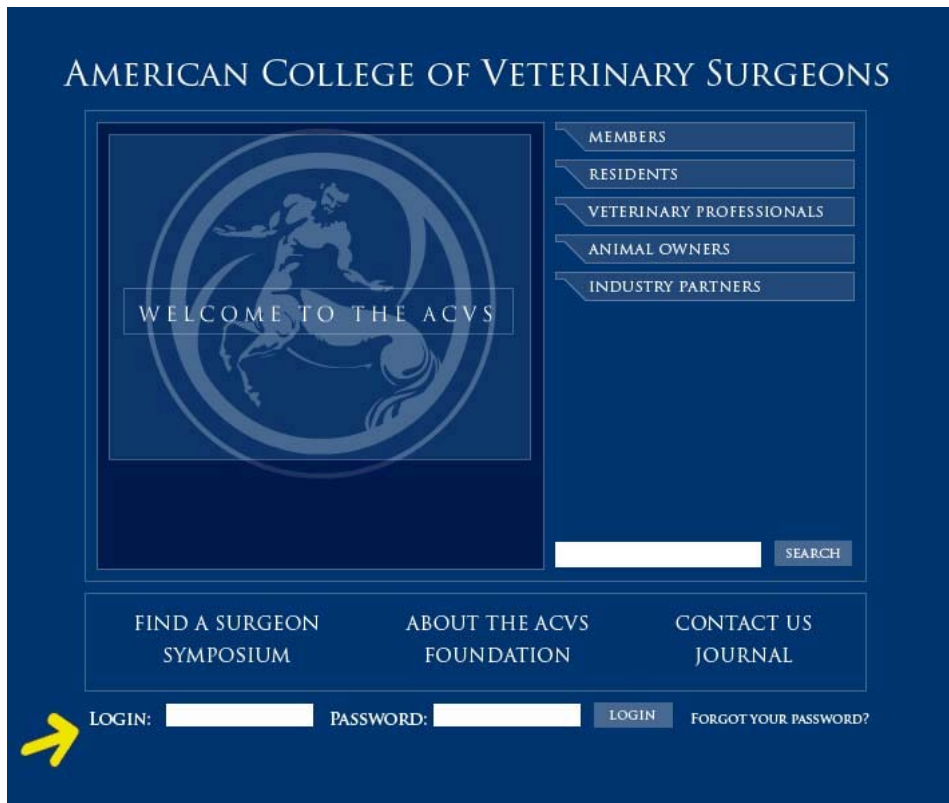 AMERICAN COLLEGE OF VETERINARY SURGEONS
WELCOME TO THE ACVS
MEMBERS
RESIDENTS
VETERINARY PROFESSIONALS
ANIMAL OWNERS
INDUSTRY PARTNERS
SEARCH
FIND A SURGEON ABOUT THE ACVS CONTACT US
SYMPOSIUM FOUNDATION JOURNAL
LOGIN: PASSWORD: LOGIN FORGOT YOUR PASSWORD?